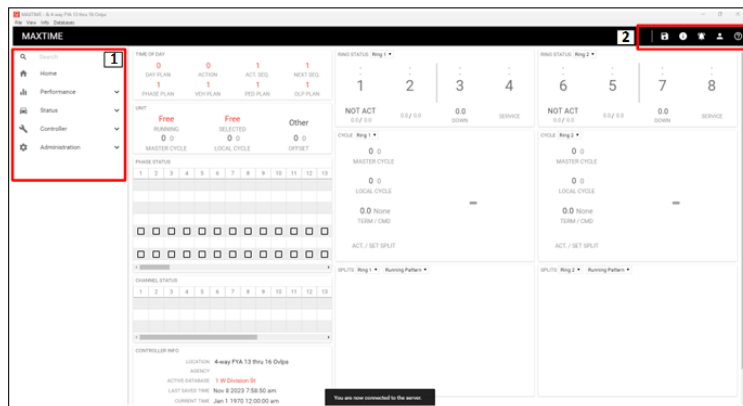 MAXTIME - 8: 4-way FYA 13 thru 16 Ovlps
File View Info Databases
MAXTIME
2
1
Search
Home
Performance
Status
Controller
Administration
TIME OF DAY
0 0 1 1
DAY PLAN ACTION ACT. SEQ. NEXT SEQ.
1 1 1 1
PHASE PLAN VEH PLAN PED PLAN OLP PLAN
UNIT
Free Free Other
RUNNING SELECTED
0 0 0 0
MASTER CYCLE LOCAL CYCLE OFFSET
PHASE STATUS
1 2 3 4 5 6 7 8 9 10 11 12 13
CHANNEL STATUS
1 2 3 4 5 6 7 8 9 10 11 12 13
CONTROLLER INFO
LOCATION 4-way FYA 13 thru 16 Ovlps
AGENCY
ACTIVE DATABASE 1 W Division St
LAST SAVED TIME Nov 8 2023 7:58:50 am
CURRENT TIME Jan 1 1970 12:00:00 am
RING STATUS Ring 1
- - - -
1 2 3 4
NOT ACT 0.0
0.0 / 0.0 0.0 / 0.0 DOWN SERVICE
CYCLE Ring 1
0 0
MASTER CYCLE
0 0
LOCAL CYCLE
-
0.0 None
TERM / CMD
ACT. / SET SPLIT
SPLITS Ring 1 Running Pattern
RING STATUS Ring 2
- - - -
6 5 7 8
NOT ACT 0.0
0.0 / 0.0 0.0 / 0.0 DOWN SERVICE
CYCLE Ring 2
0 0
MASTER CYCLE
0 0
LOCAL CYCLE
-
0.0 None
TERM / CMD
ACT. / SET SPLIT
SPLITS Ring 2 Running Pattern
You are now connected to the server.